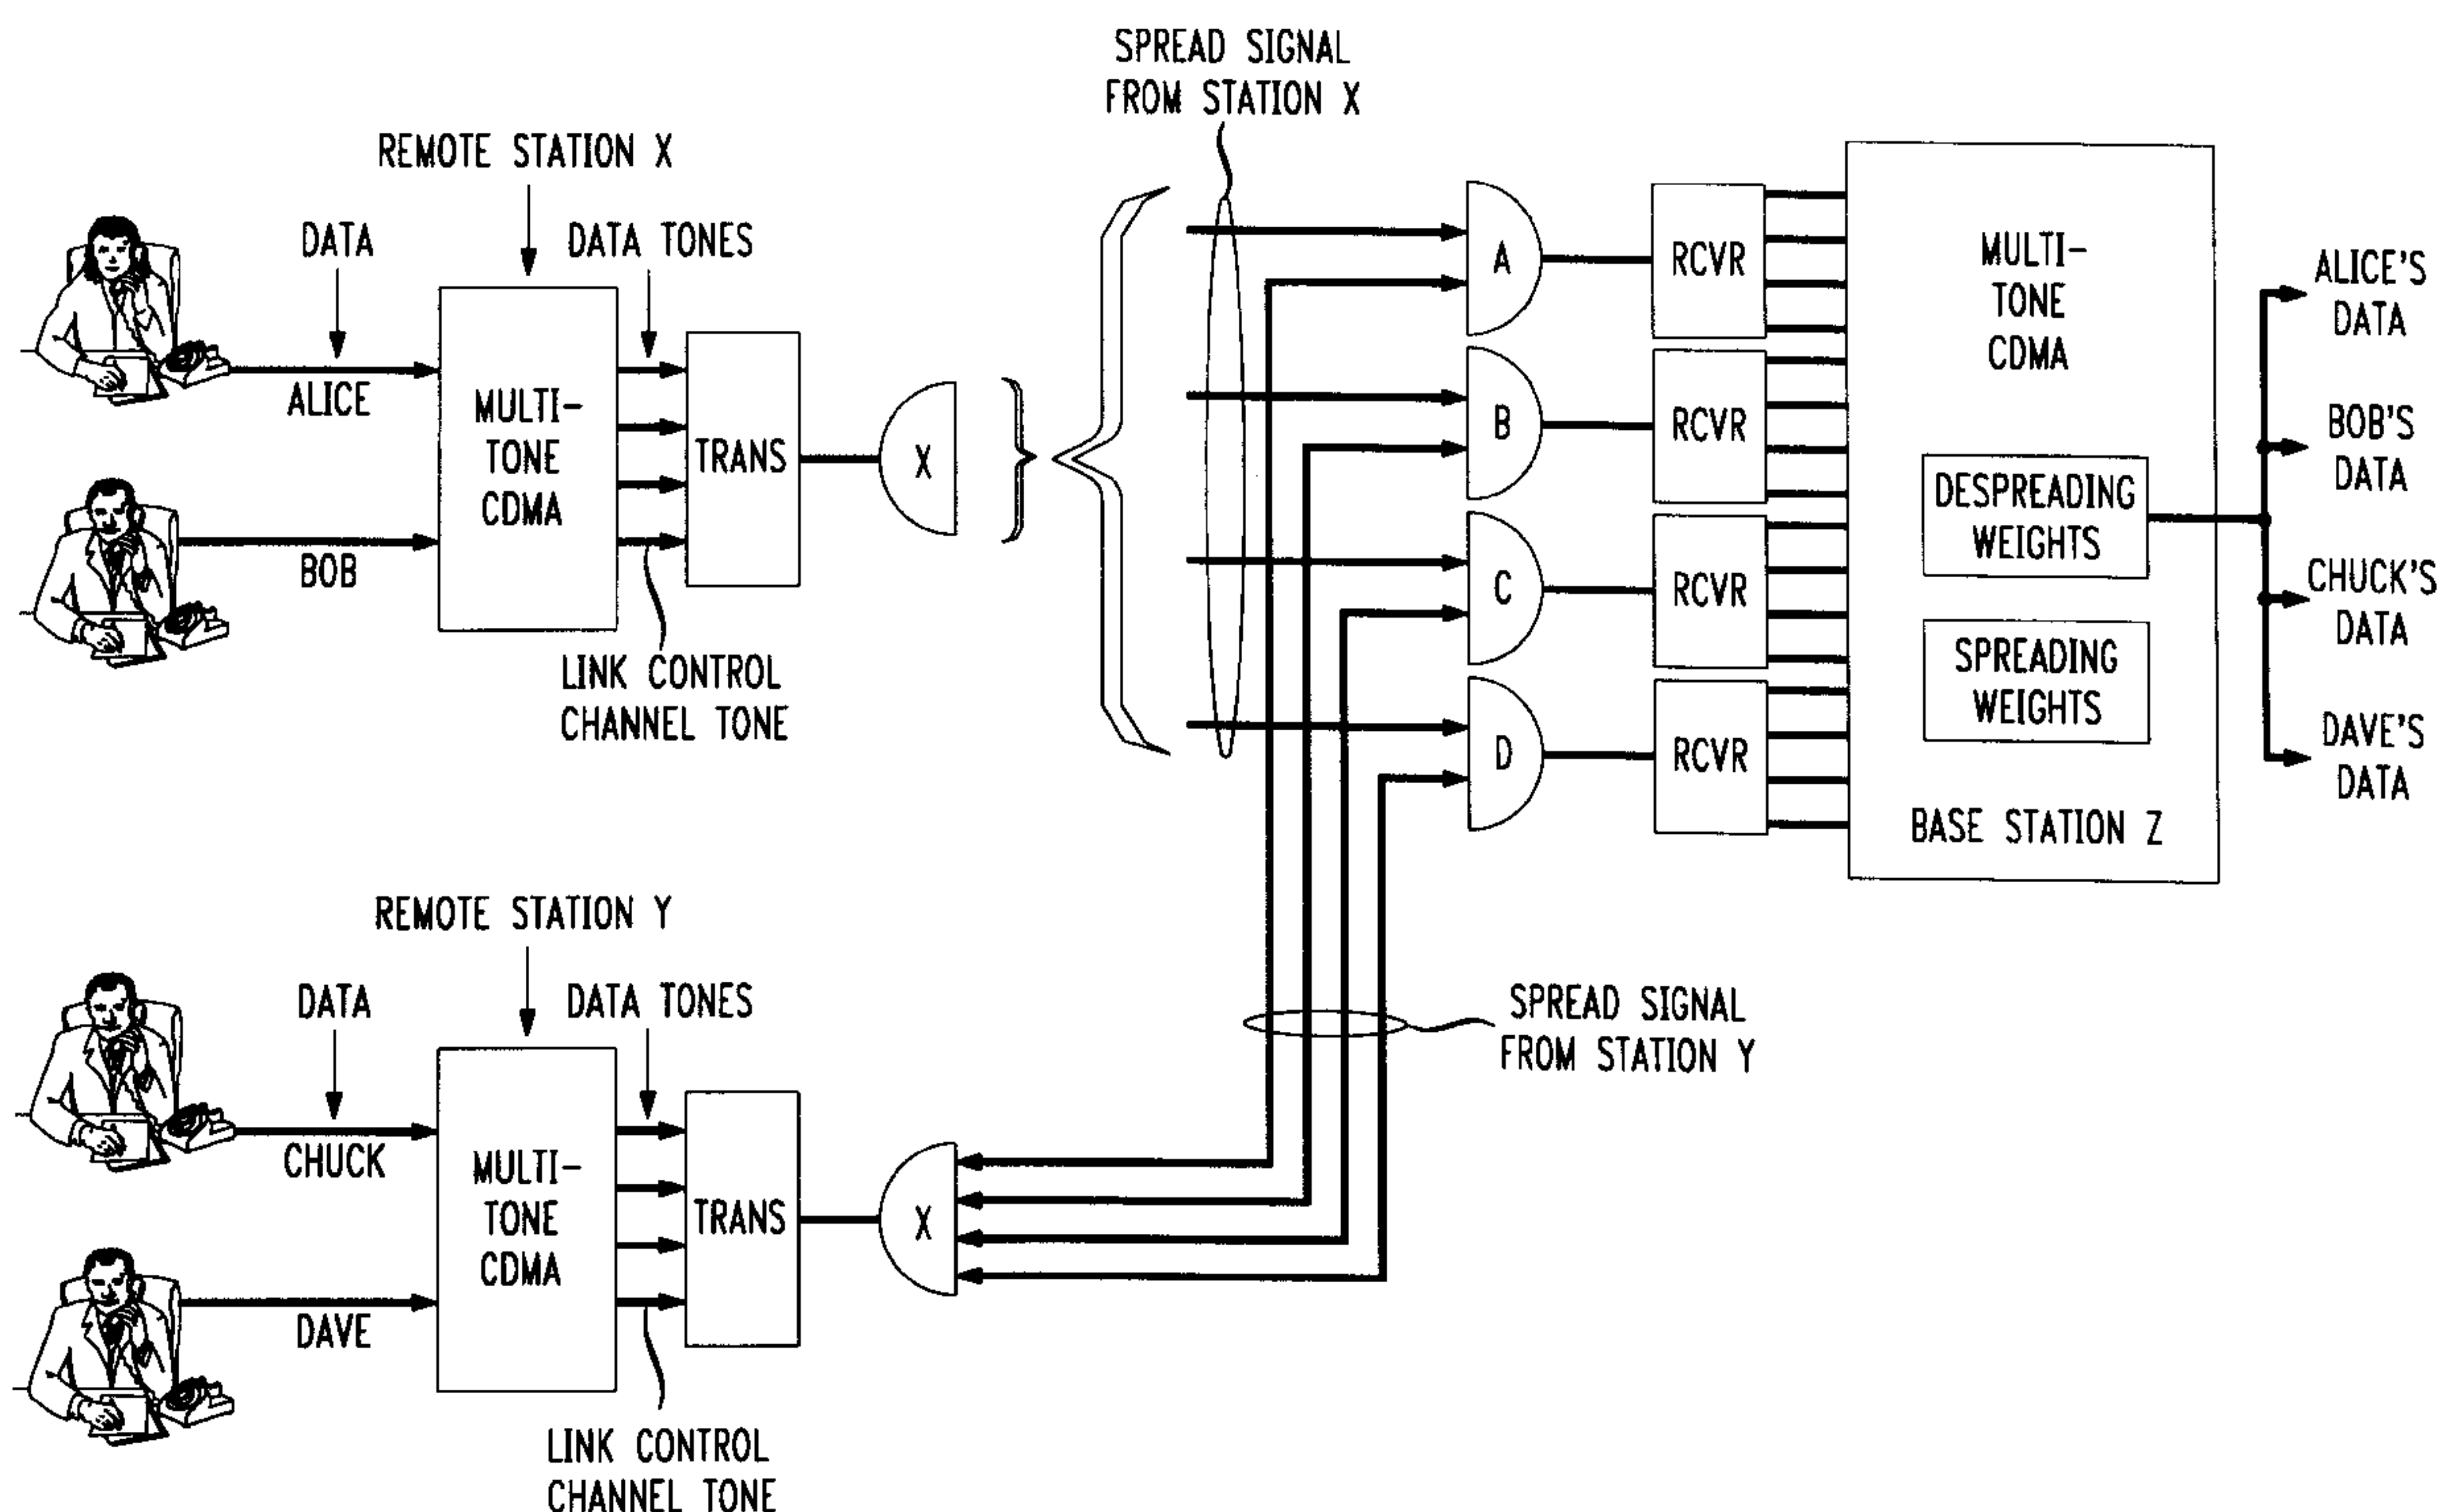 SPREAD SIGNAL
FROM STATION X
REMOTE STATION X
DATA
DATA TONES
ALICE
BOB
MULTI-
TONE
CDMA
TRANS
X
LINK CONTROL
CHANNEL TONE
A
B
C
D
RCVR
RCVR
RCVR
RCVR
MULTI-
TONE
CDMA
DESPREADING
WEIGHTS
SPREADING
WEIGHTS
BASE STATION Z
ALICE'S
DATA
BOB'S
DATA
CHUCK'S
DATA
DAVE'S
DATA
REMOTE STATION Y
DATA
DATA TONES
CHUCK
DAVE
MULTI-
TONE
CDMA
TRANS
X
SPREAD SIGNAL
FROM STATION Y
LINK CONTROL
CHANNEL TONE